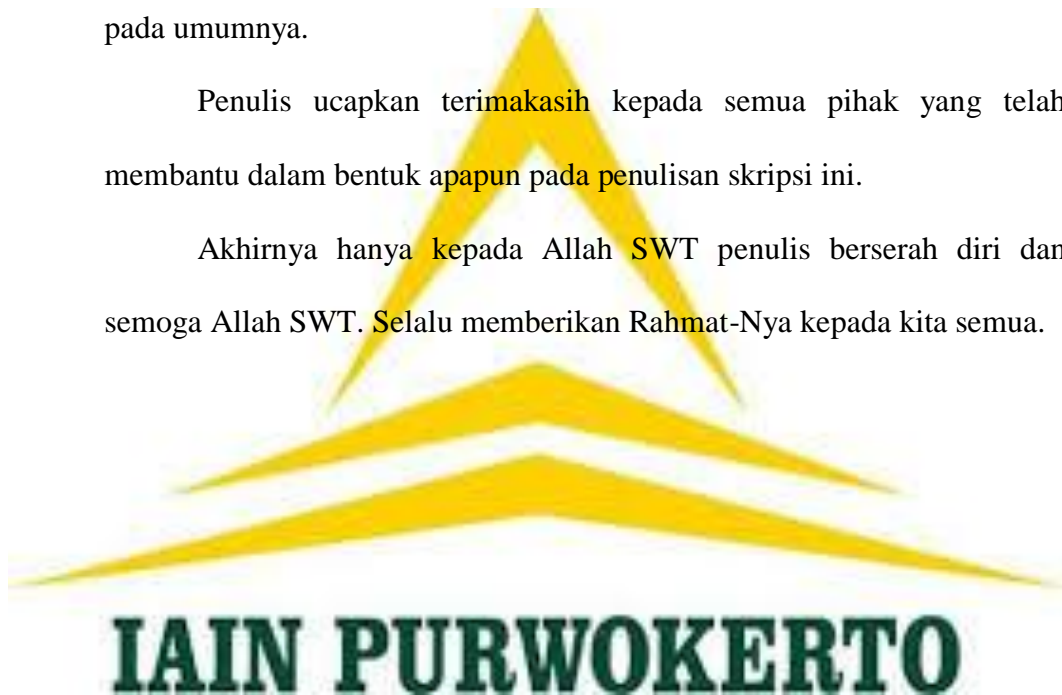 pada umumnya.
Penulis ucapkan terimakasih kepada semua pihak yang telah
membantu dalam bentuk apapun pada penulisan skripsi ini.
Akhirnya hanya kepada Allah SWT penulis berserah diri dan
semoga Allah SWT. Selalu memberikan Rahmat-Nya kepada kita semua.
IAIN PURWOKERTO